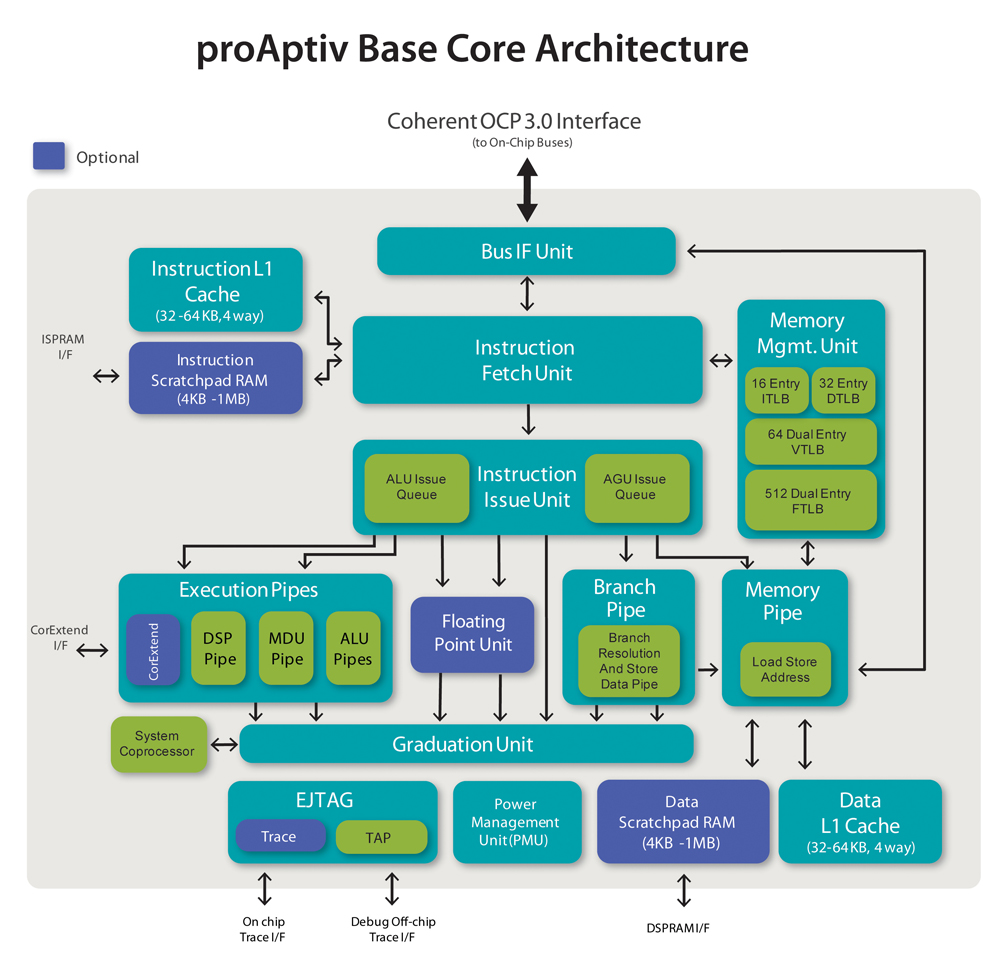 proAptiv Base Core Architecture
Coherent OCP 3.0 Interface
(to On-Chip Buses)
Optional
Bus IF Unit
Instruction L1
Cache
(32-64 KB, 4 way)
ISPRAM
I/F
Instruction
Scratchpad RAM
(4KB -1MB)
Instruction
Fetch Unit
Memory
Mgmt. Unit
16 Entry
ITLB
32 Entry
DTLB
64 Dual Entry
VTLB
512 Dual Entry
FTLB
ALU Issue
Queue
Instruction
Issue Unit
AGU Issue
Queue
Execution Pipes
CorExtend
I/F
CorExtend
DSP
Pipe
MDU
Pipe
ALU
Pipes
Floating
Point Unit
Branch
Pipe
Branch
Resolution
And Store
Data Pipe
Memory
Pipe
Load Store
Address
System
Coprocessor
Graduation Unit
EJTAG
Trace
TAP
Power
Management
Unit (PMU)
Data
Scratchpad RAM
(4KB -1MB)
Data
L1 Cache
(32-64 KB, 4 way)
On chip
Trace I/F
Debug Off-chip
Trace I/F
DSPRAM I/F